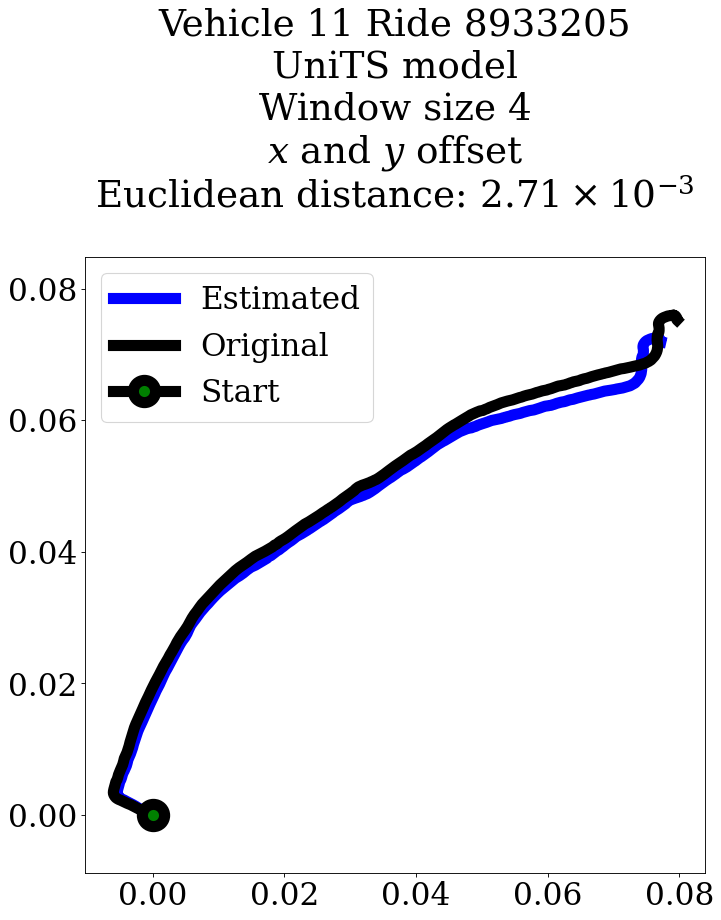 Vehicle 11 Ride 8933205
UniTS model
Window size 4
x and y offset
Euclidean distance: 2.71 × 10⁻³
Estimated
Original
Start
0.08
0.06
0.04
0.02
0.00
0.00 0.02 0.04 0.06 0.08